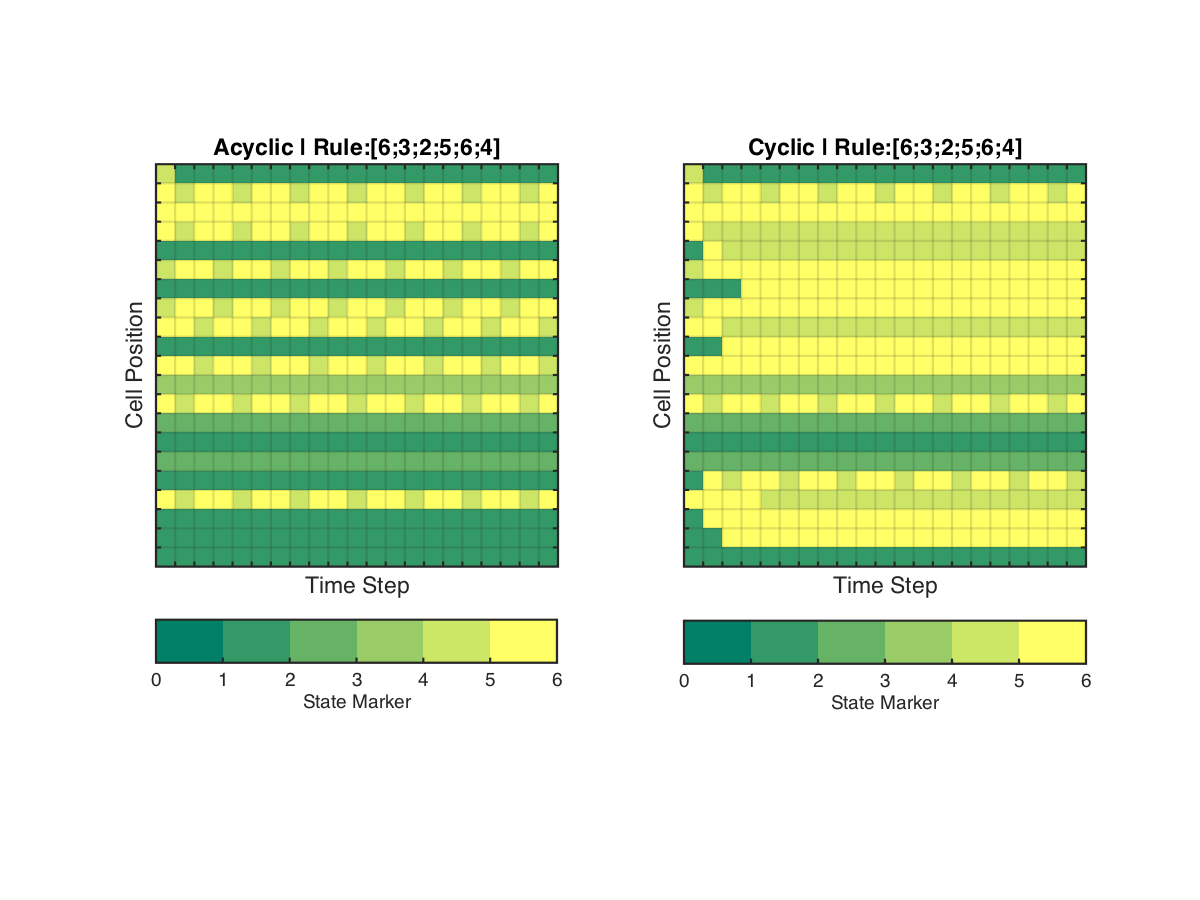 Acyclic | Rule:[6;3;2;5;6;4]
Cell Position
Time Step
0 1 2 3 4 5 6
State Marker
Cyclic | Rule:[6;3;2;5;6;4]
Cell Position
Time Step
0 1 2 3 4 5 6
State Marker